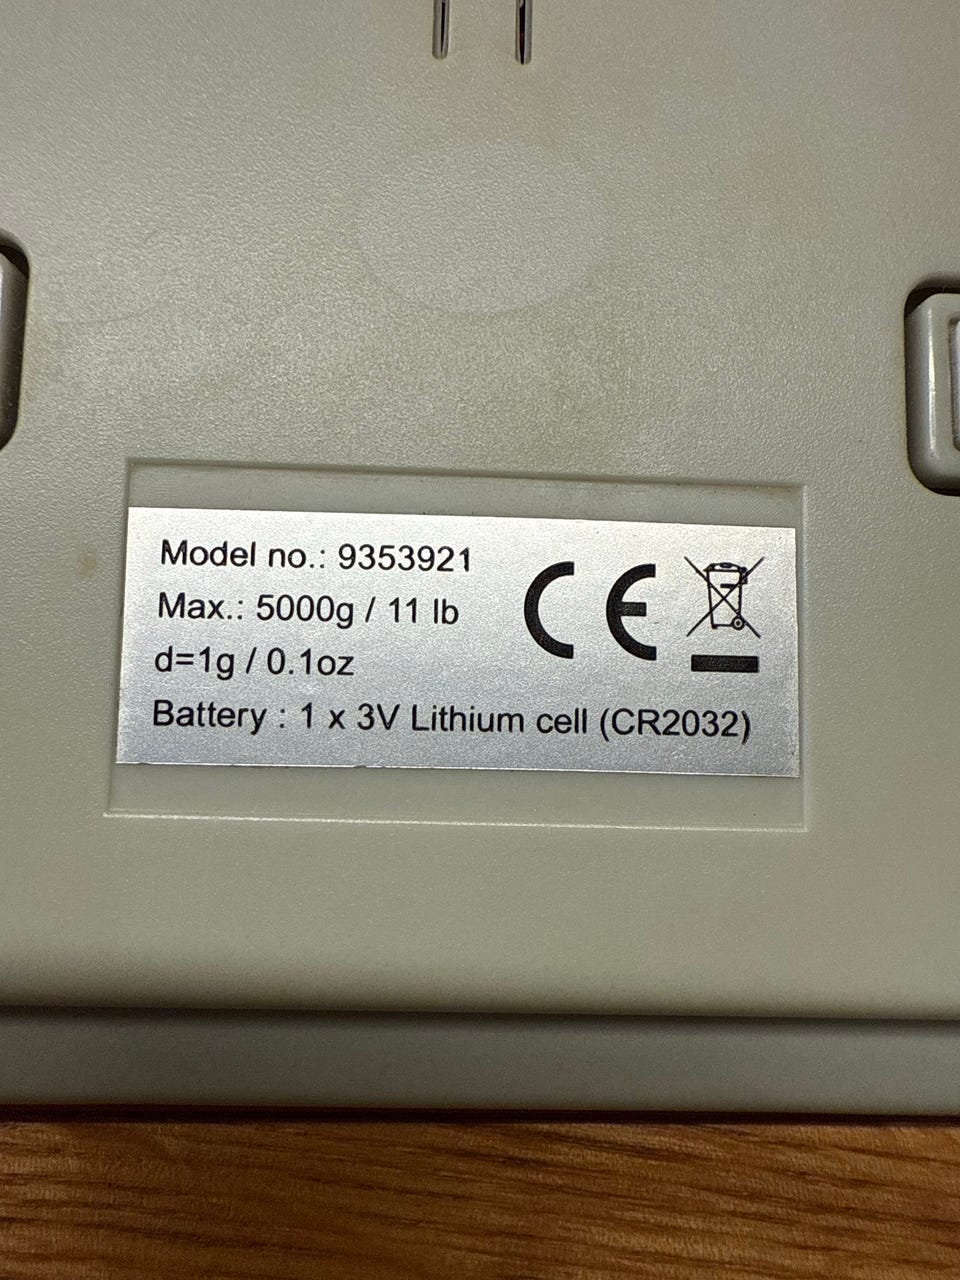 Model no.: 9353921
Max.: 5000g / 11 lb
d=1g / 0.1oz
Battery : 1 x 3V Lithium cell (CR2032)
CE